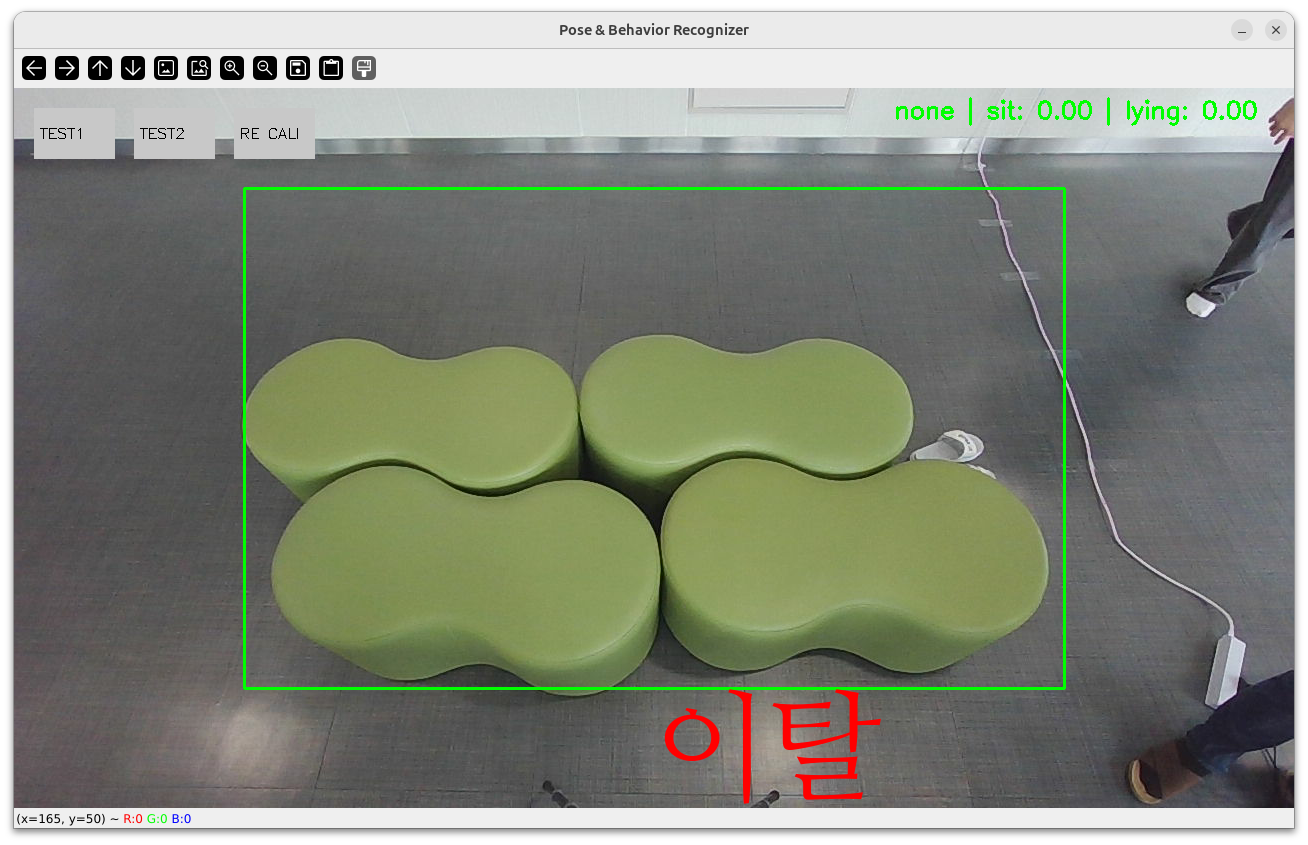 Pose & Behavior Recognizer
none | sit: 0.00 | lying: 0.00
TEST1
TEST2
RE CALI
이탈
(x=165, y=50) ~ R:0 G:0 B:0